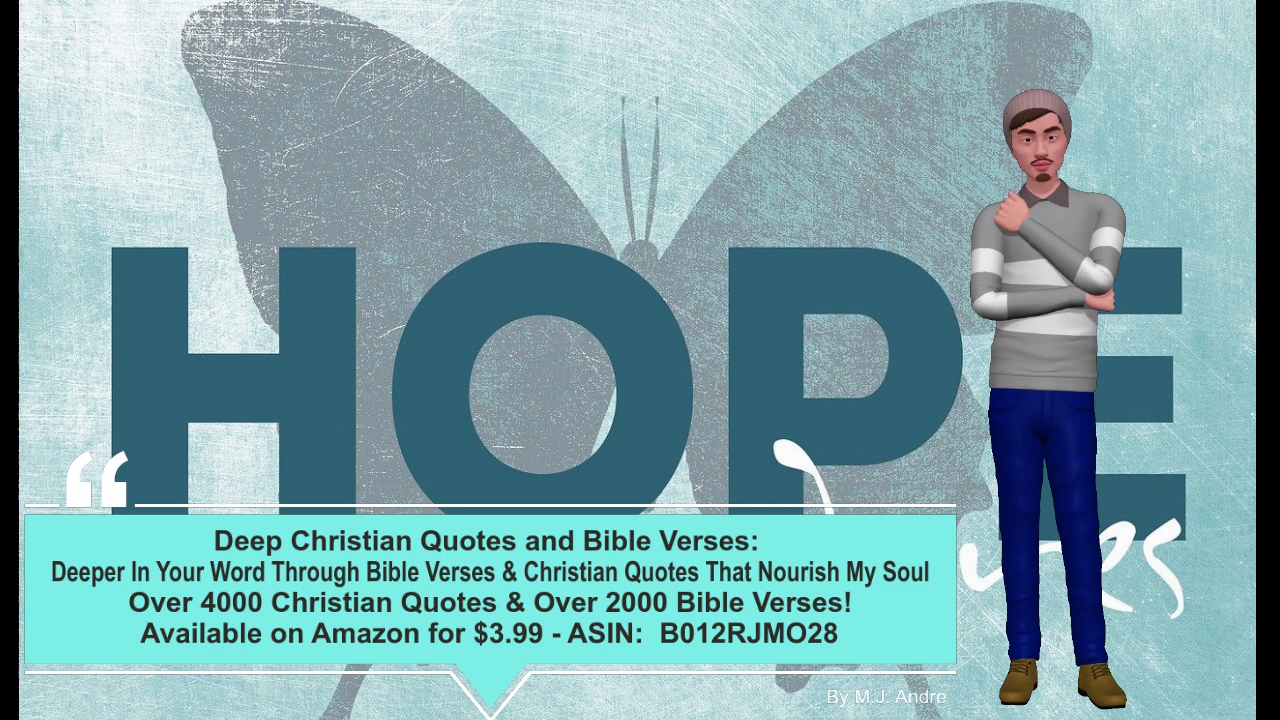 HOPE
“
Deep Christian Quotes and Bible Verses:
Deeper In Your Word Through Bible Verses & Christian Quotes That Nourish My Soul
Over 4000 Christian Quotes & Over 2000 Bible Verses!
Available on Amazon for $3.99 - ASIN: B012RJMO28
By M.J. Andre